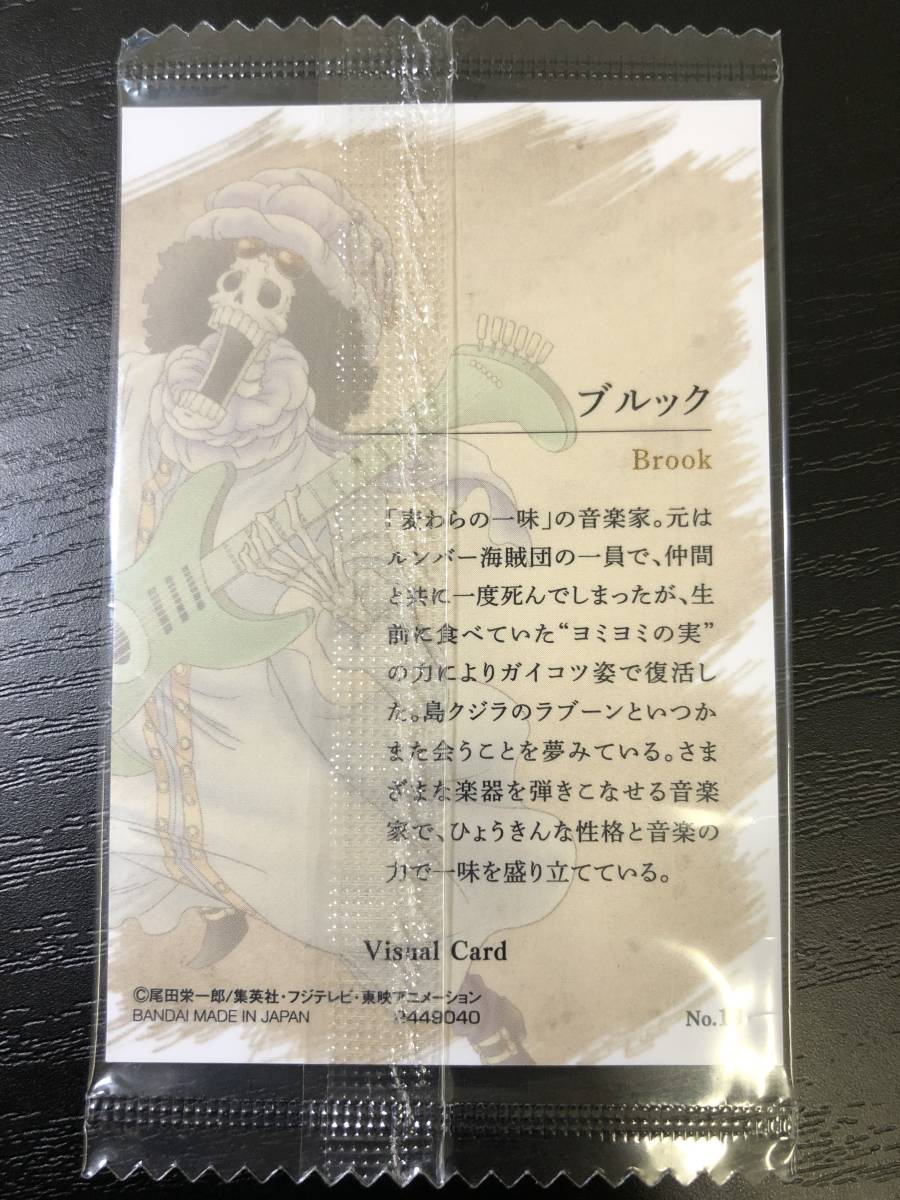 ブルック
Brook
「麦わらの一味」の音楽家。元は
ルンバー海賊団の一員で、仲間
と共に一度死んでしまったが、生
前に食べていた“ヨミヨミの実”
の力によりガイコツ姿で復活し
た。島クジラのラブーンといつか
また会うことを夢みている。さま
ざまな楽器を弾きこなせる音楽
家で、ひょうきんな性格と音楽の
力で一味を盛り立てている。
Visual Card
©尾田栄一郎/集英社・フジテレビ・東映アニメーション
BANDAI MADE IN JAPAN
2449040